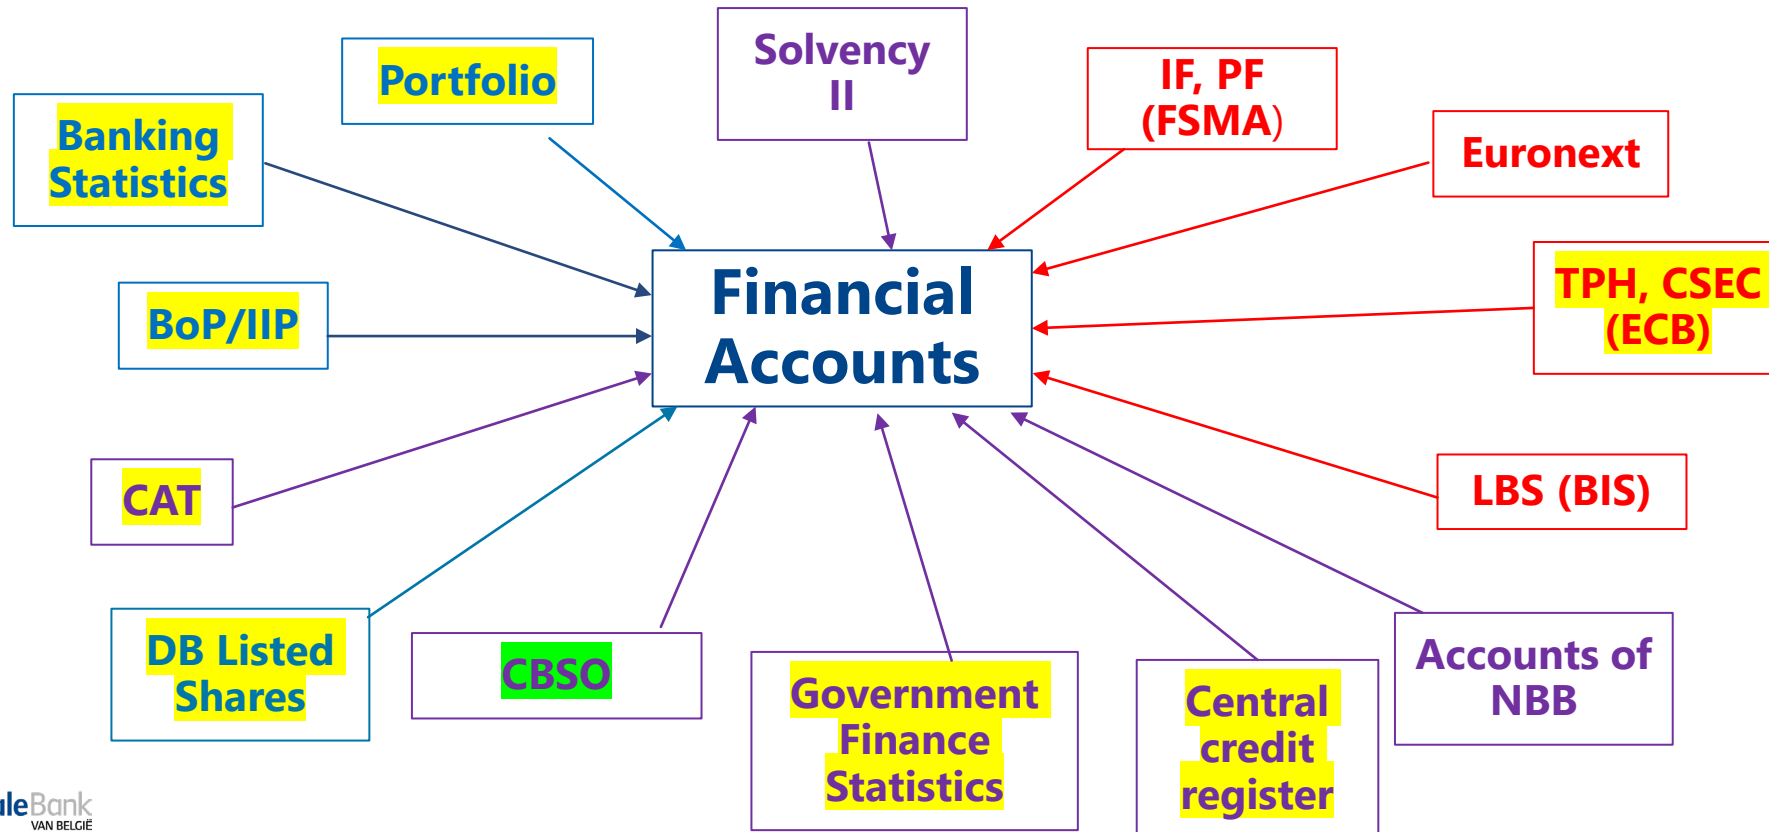 Solvency
II
Portfolio
IF, PF
(FSMA)
Banking
Statistics
Euronext
Financial
Accounts
TPH, CSEC
(ECB)
BoP/IIP
CAT
LBS (BIS)
DB Listed
Shares
CBSO
Government
Finance
Statistics
Central
credit
register
Accounts of
NBB
aleBank
VAN BELGIË